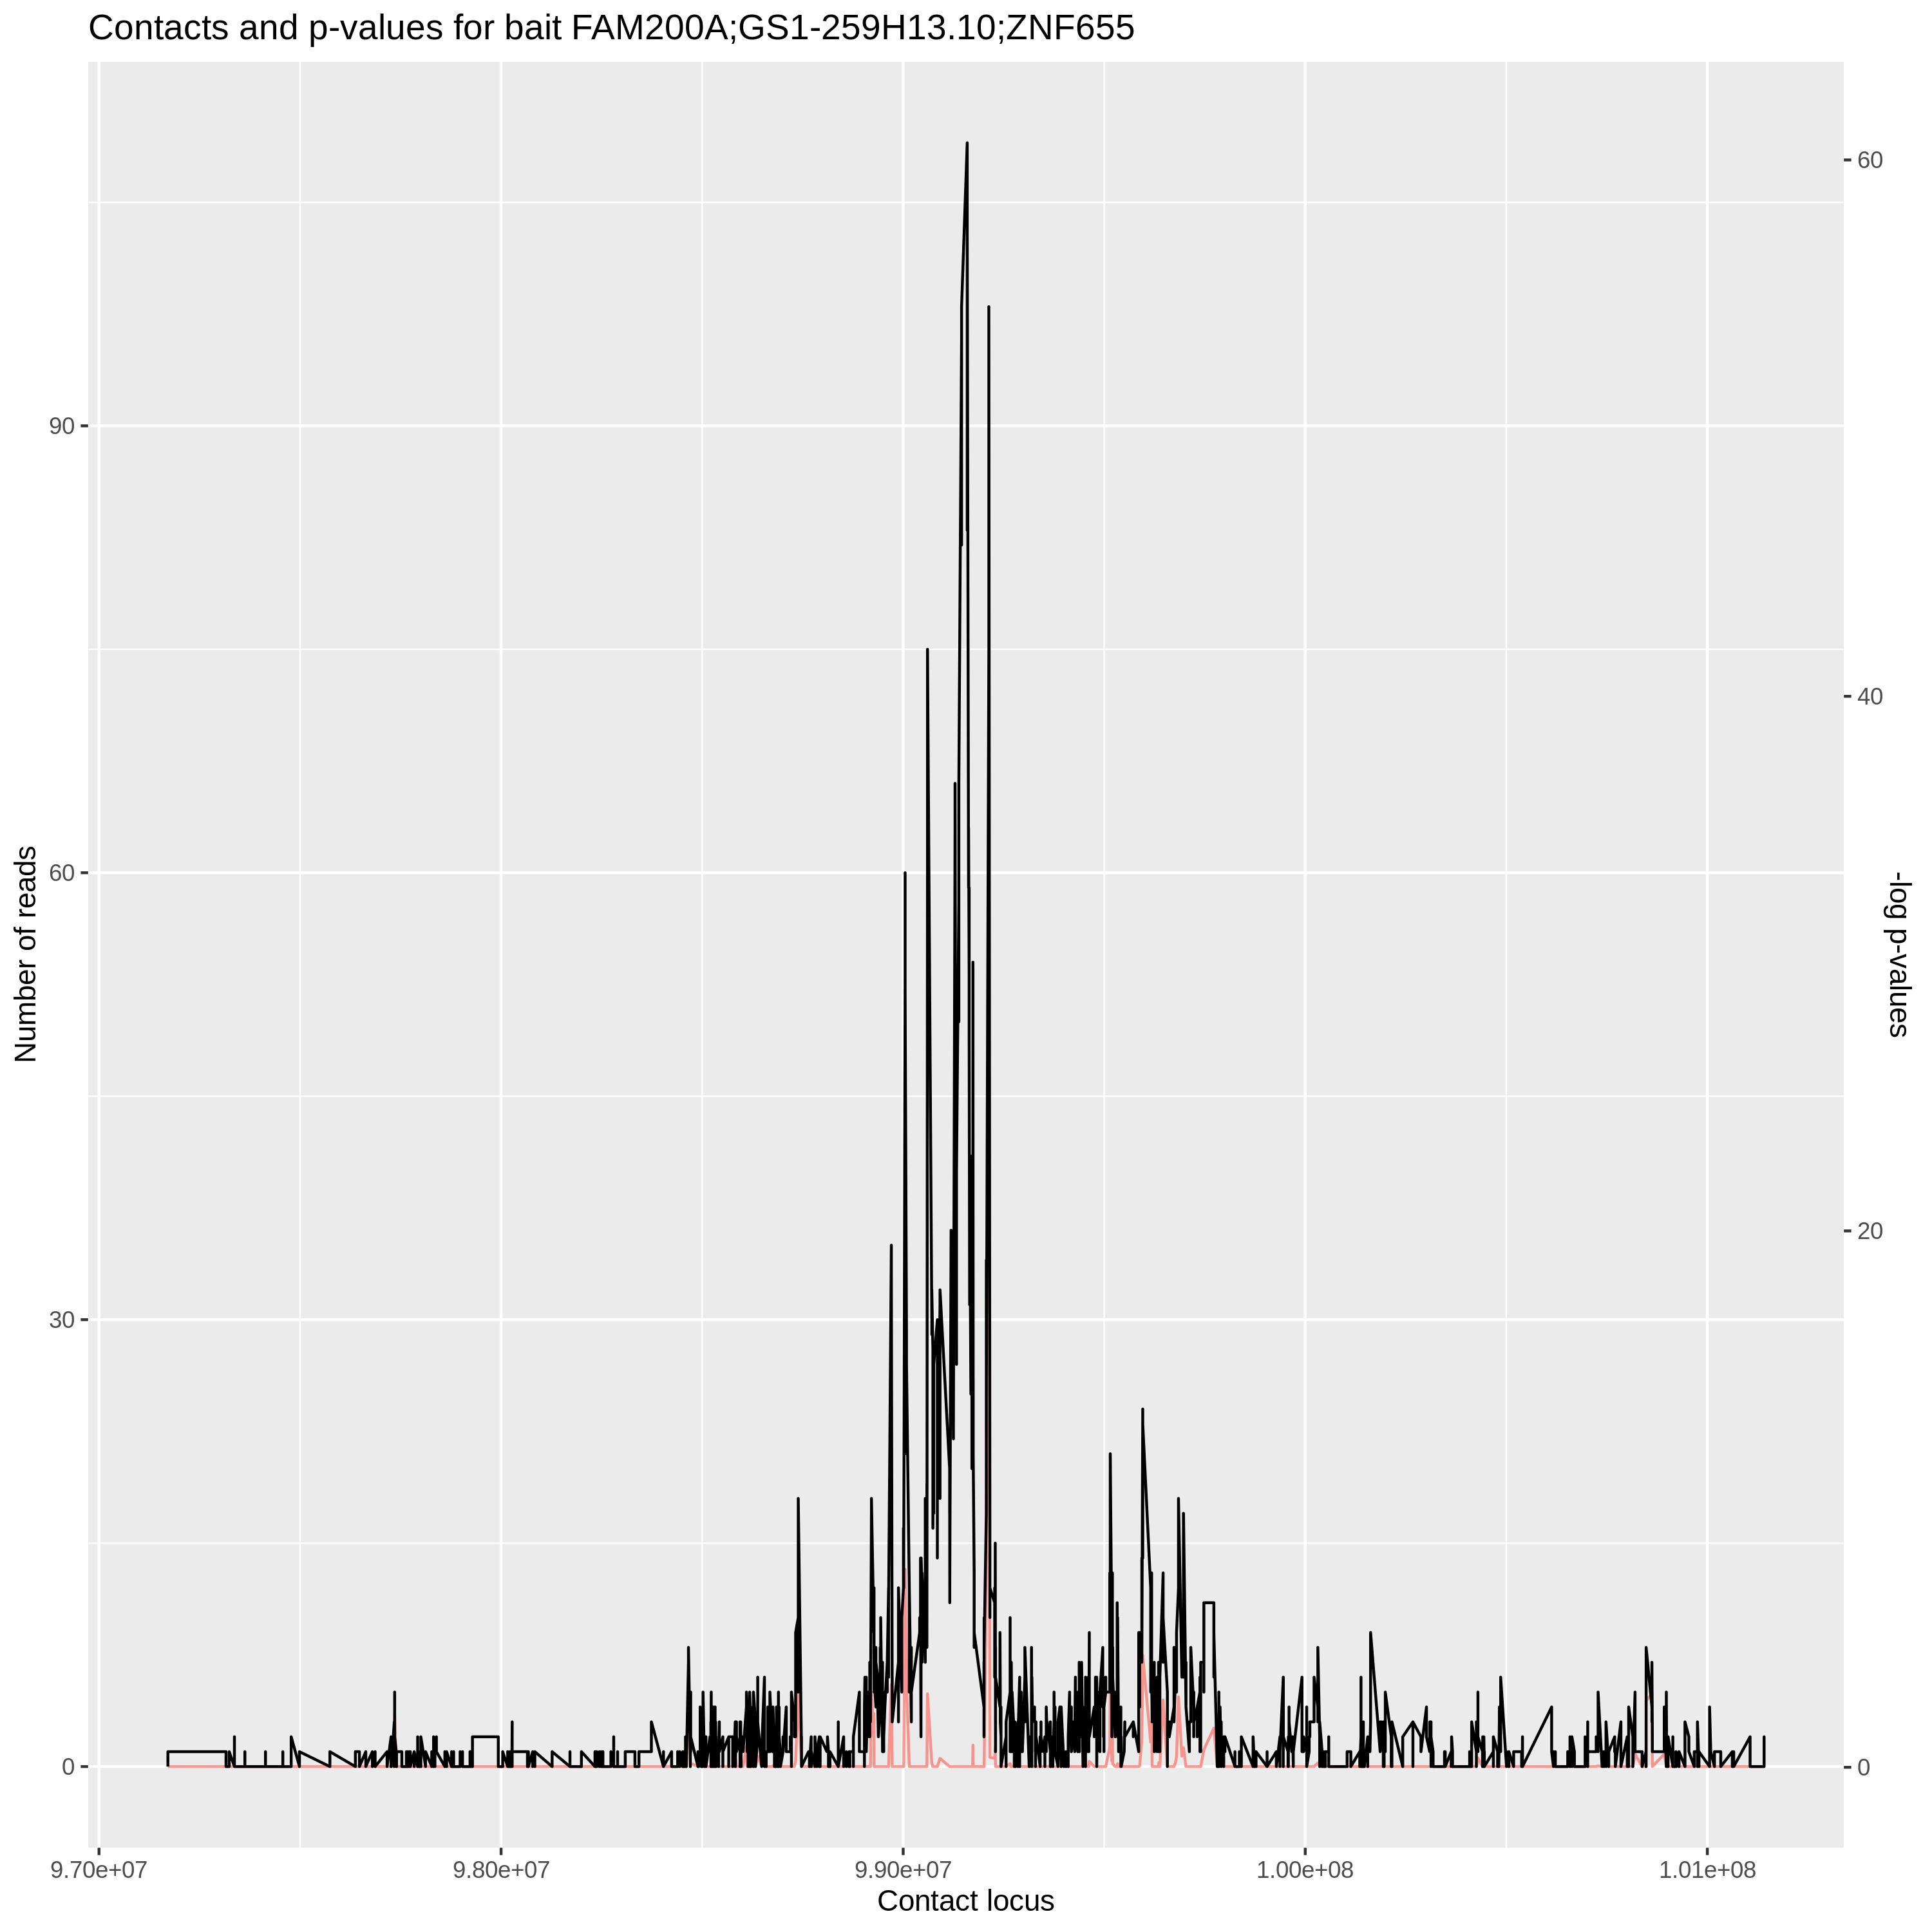 Contacts and p-values for bait FAM200A;GS1-259H13.10;ZNF655
Number of reads
90
60
30
0
60
40
20
0
-log p-values
9.70e+07
9.80e+07
9.90e+07
1.00e+08
1.01e+08
Contact locus